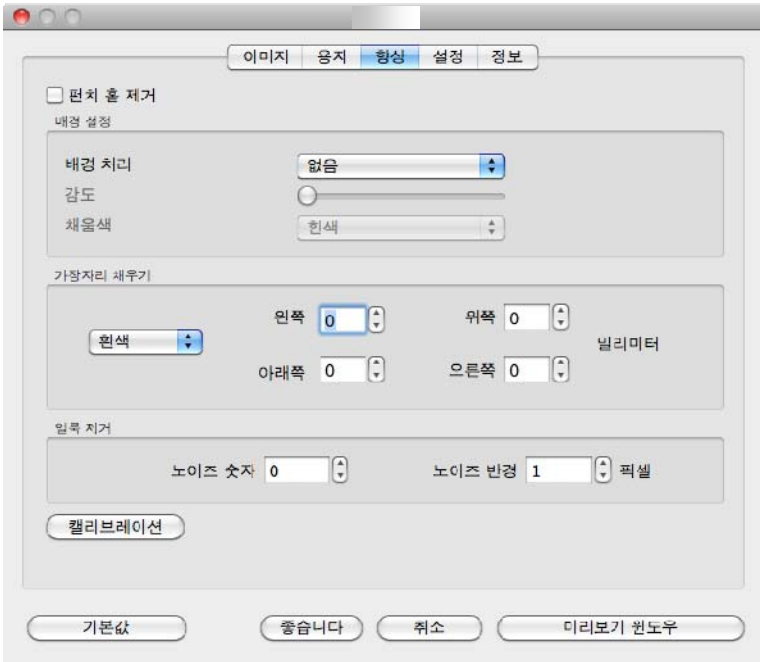 이미지 용지 향상 설정 정보
펀치 홀 제거
배경 설정
배경 처리 없음
감도
채움색 흰색
가장자리 채우기
왼쪽 0 위쪽 0
흰색 밀리미터
아래쪽 0 오른쪽 0
얼룩 제거
노이즈 숫자 0 노이즈 반경 1 픽셀
캘리브레이션
기본값 좋습니다 취소 미리보기 윈도우